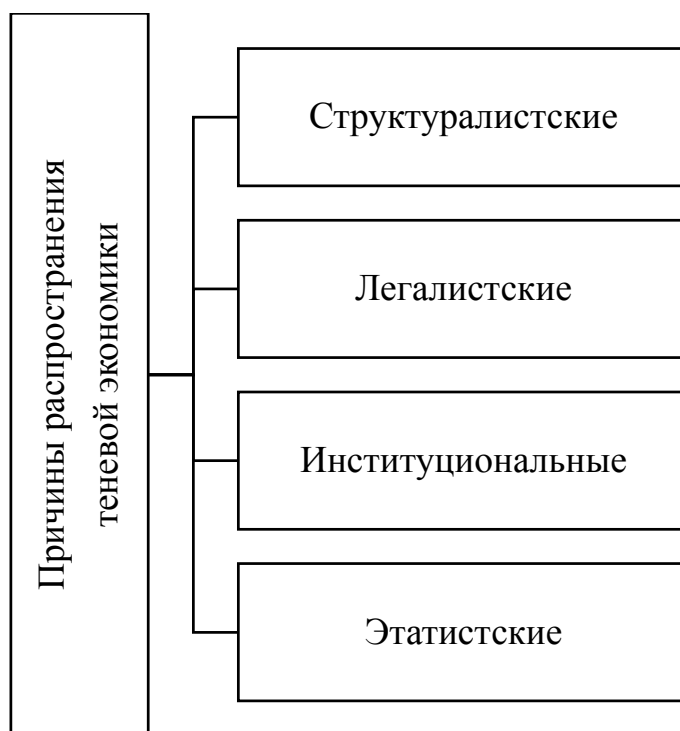 Причины распространения
теневой экономики
Структуралистские
Легалистские
Институциональные
Этатистские